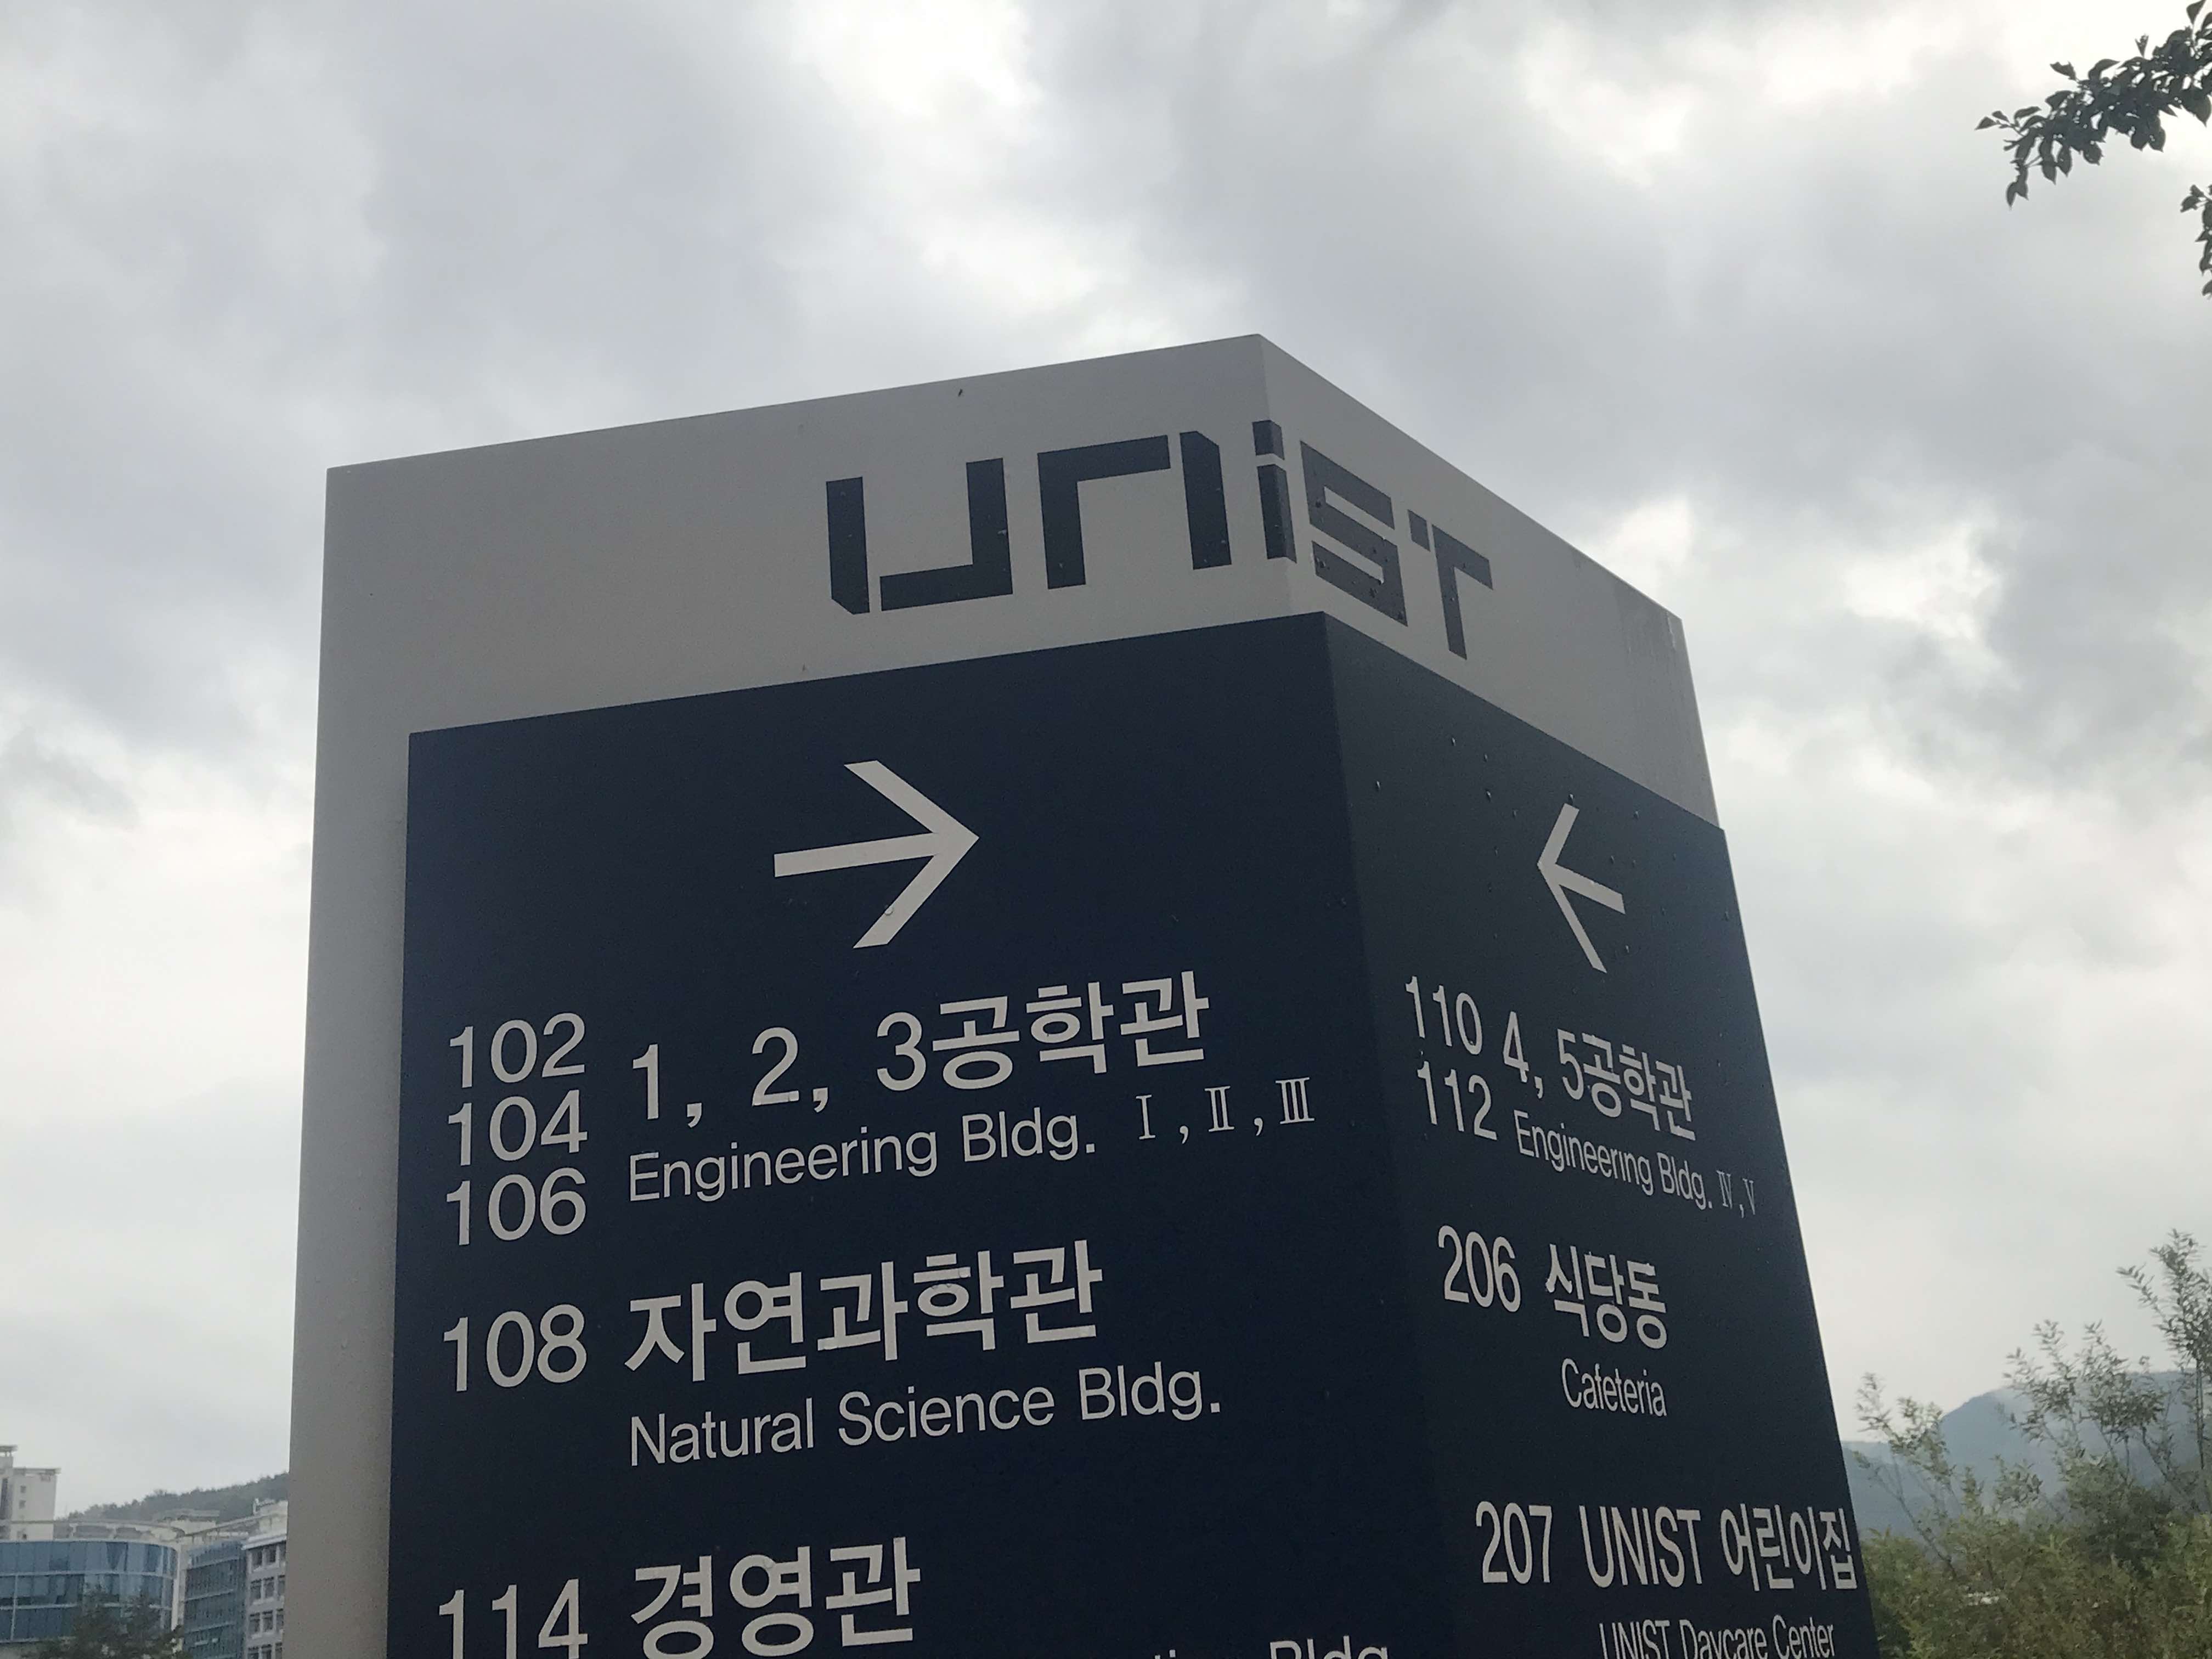 UNIST
102
104
106
1, 2, 3공학관
Engineering Bldg. Ⅰ,Ⅱ,Ⅲ
108 자연과학관
Natural Science Bldg.
114 경영관
Bldg.
110
112
4, 5공학관
Engineering Bldg. Ⅳ,Ⅴ
206 식당동
Cafeteria
207 UNIST 어린이집
UNIST Daycare Center